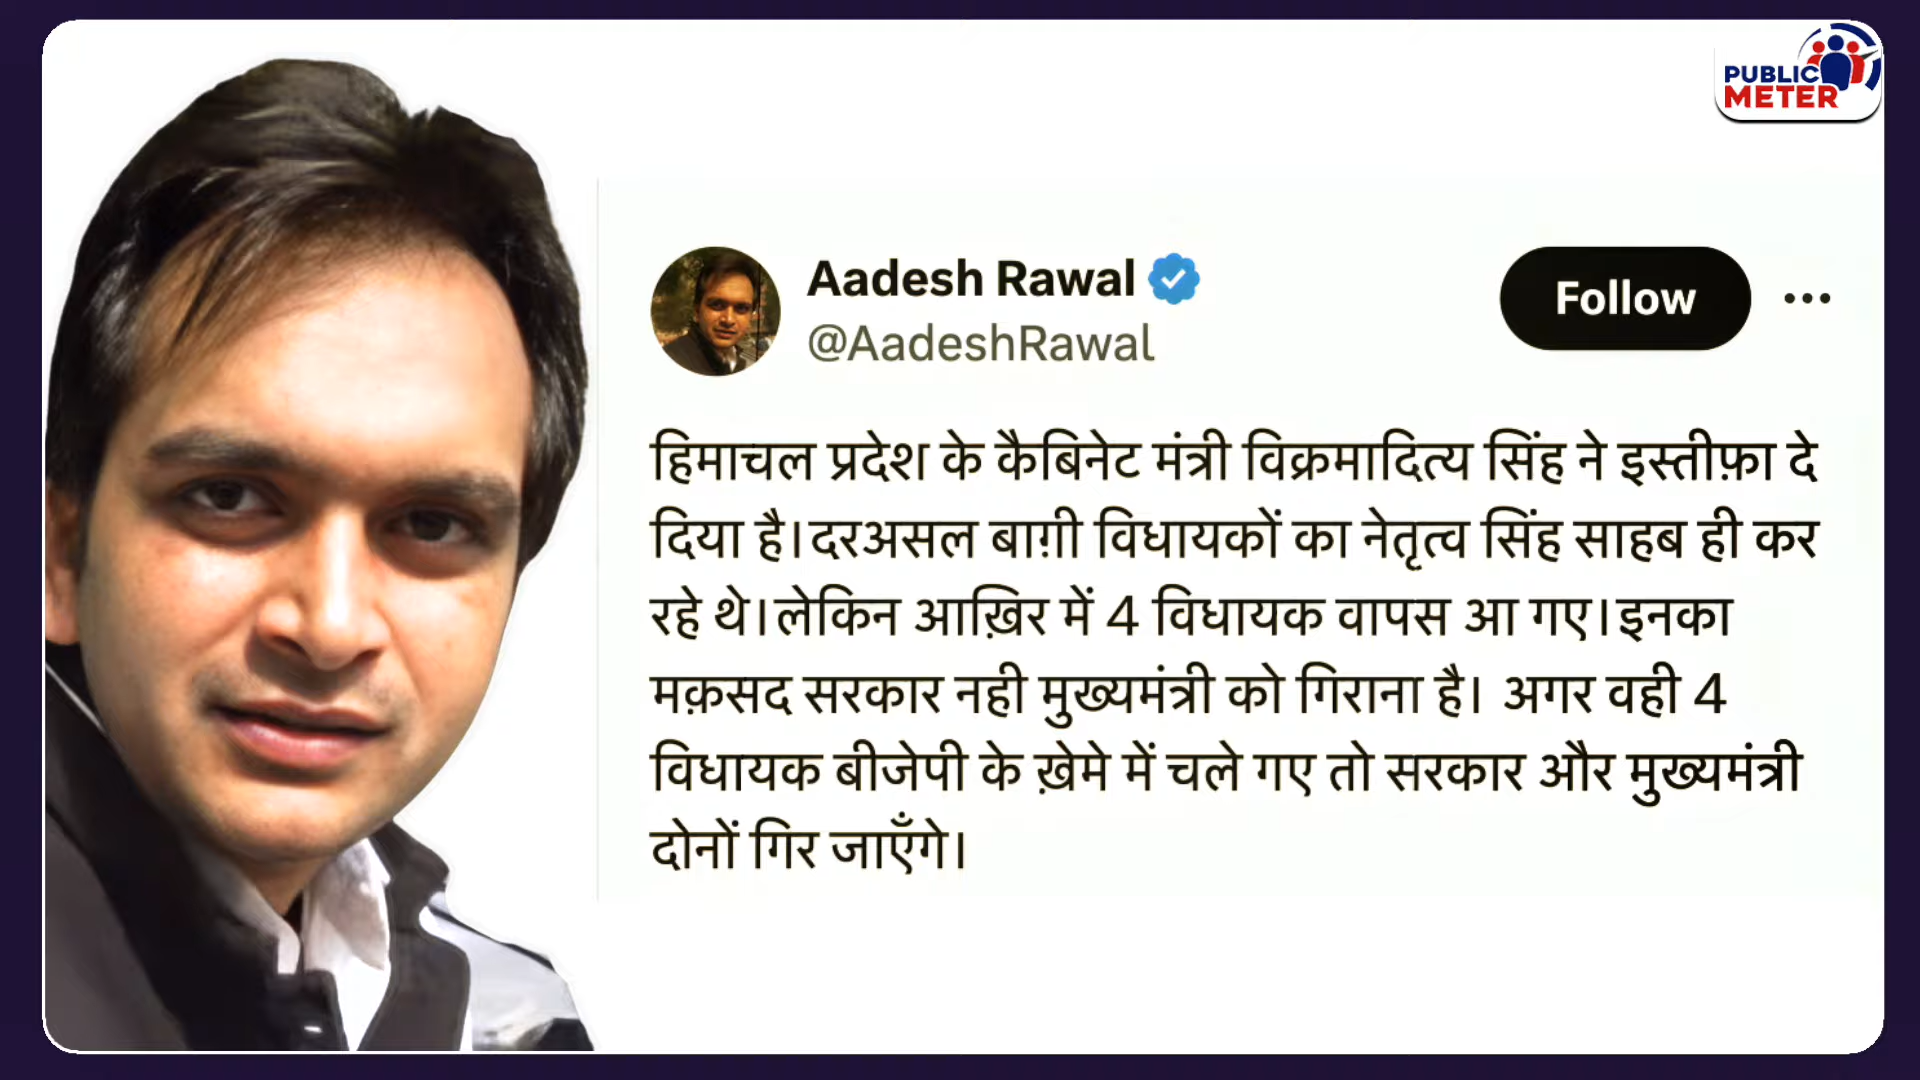 PUBLIC
METER
Aadesh Rawal
@AadeshRawal
Follow
हिमाचल प्रदेश के कैबिनेट मंत्री विक्रमादित्य सिंह ने इस्तीफ़ा दे
दिया है।दरअसल बाग़ी विधायकों का नेतृत्व सिंह साहब ही कर
रहे थे।लेकिन आख़िर में 4 विधायक वापस आ गए।इनका
मक़सद सरकार नही मुख्यमंत्री को गिराना है। अगर वही 4
विधायक बीजेपी के ख़ेमे में चले गए तो सरकार और मुख्यमंत्री
दोनों गिर जाएँगे।